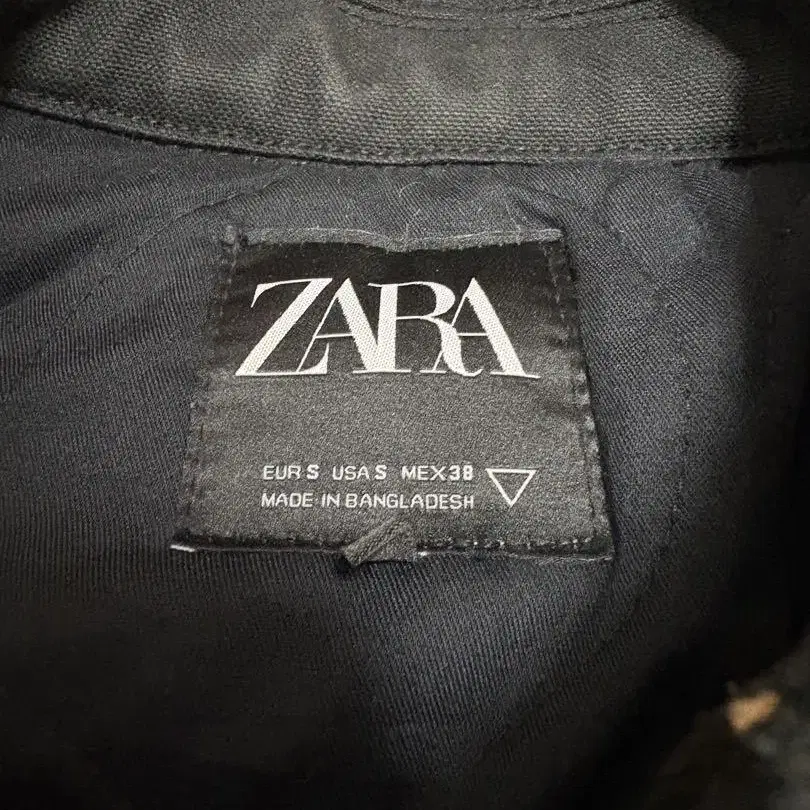 ZARA
EUR S USA S MEX 38
MADE IN BANGLADESH